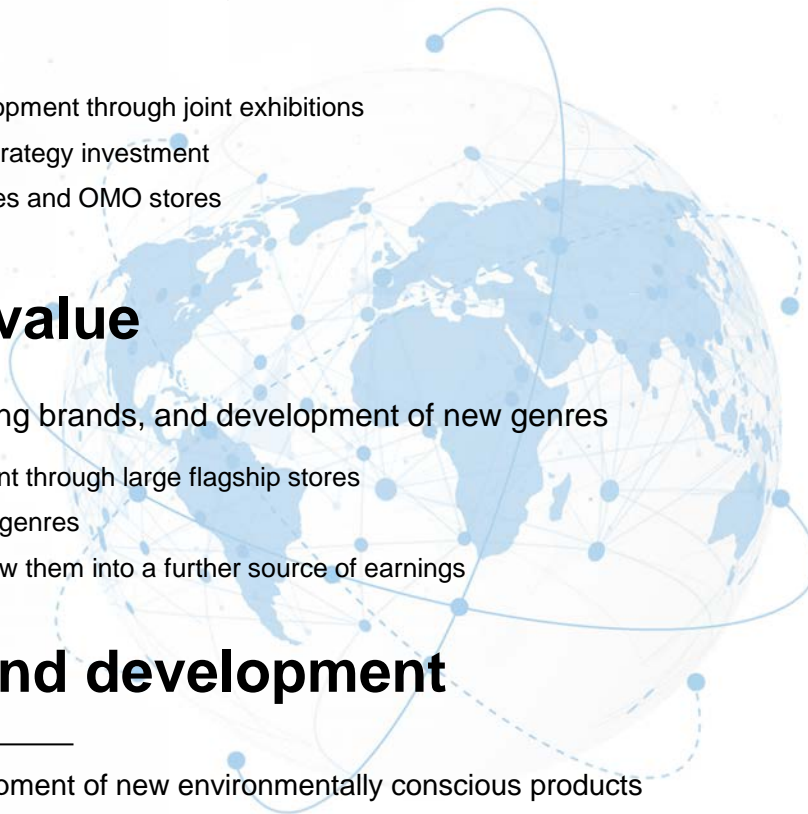 opment through joint exhibitions
rategy investment
es and OMO stores
value
ng brands, and development of new genres
nt through large flagship stores
genres
w them into a further source of earnings
nd development
pment of new environmentally conscious products